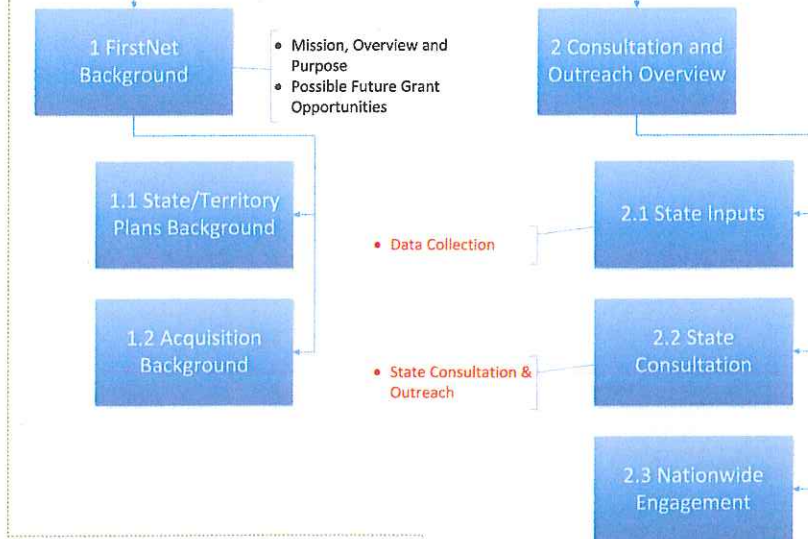 1 FirstNet
Background
• Mission, Overview and
Purpose
• Possible Future Grant
Opportunities
1.1 State/Territory
Plans Background
1.2 Acquisition
Background
2 Consultation and
Outreach Overview
2.1 State Inputs
• Data Collection
2.2 State
Consultation
• State Consultation &
Outreach
2.3 Nationwide
Engagement